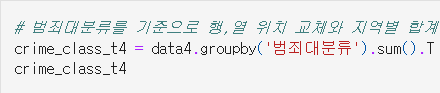 # 범죄대분류를 기준으로 행,열 위치 교체와 지역별 합계
crime_class_t4 = data4.groupby('범죄대분류').sum().T
crime_class_t4